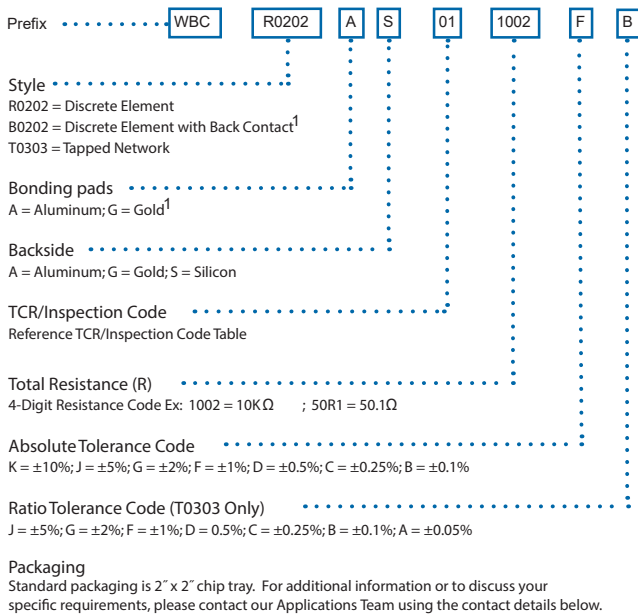 Prefix WBC R0202 A S 01 1002 F B
Style
R0202 = Discrete Element
B0202 = Discrete Element with Back Contact1
T0303 = Tapped Network
Bonding pads
A = Aluminum; G = Gold1
Backside
A = Aluminum; G = Gold; S = Silicon
TCR/Inspection Code
Reference TCR/Inspection Code Table
Total Resistance (R)
4-Digit Resistance Code Ex: 1002 = 10KΩ ; 50R1 = 50.1Ω
Absolute Tolerance Code
K = ±10%; J = ±5%; G = ±2%; F = ±1%; D = ±0.5%; C = ±0.25%; B = ±0.1%
Ratio Tolerance Code (T0303 Only)
J = ±5%; G = ±2%; F = ±1%; D = 0.5%; C = ±0.25%; B = ±0.1%; A = ±0.05%
Packaging
Standard packaging is 2˝ x 2˝ chip tray. For additional information or to discuss your
specific requirements, please contact our Applications Team using the contact details below.